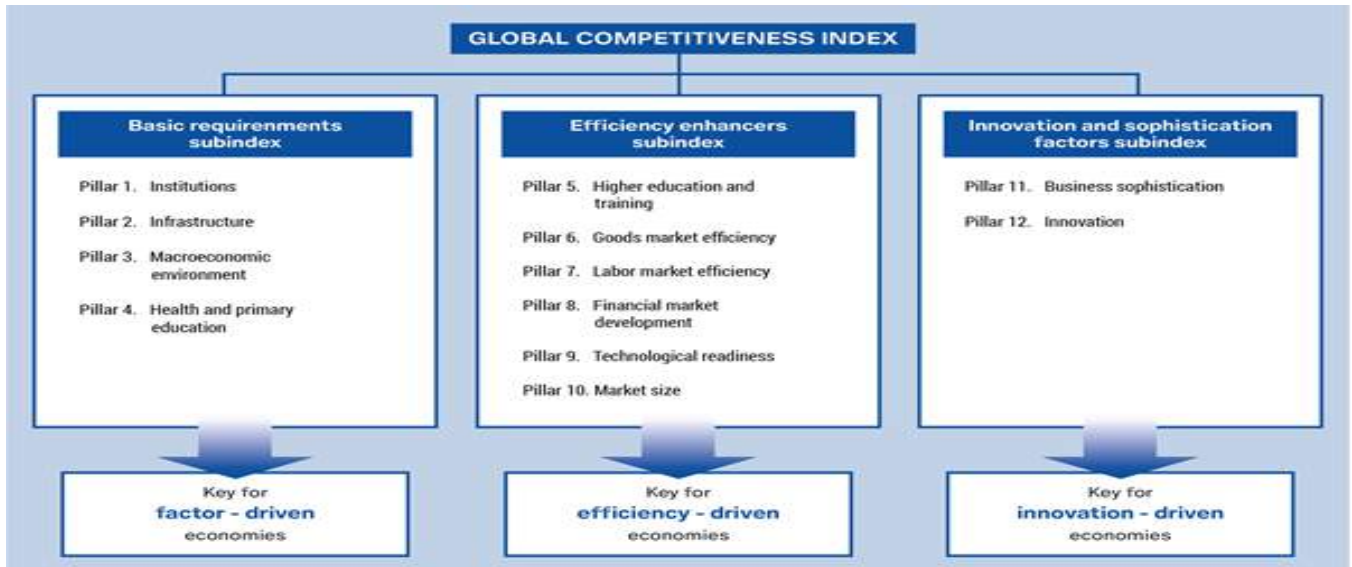 GLOBAL COMPETITIVENESS INDEX
Basic requirenments
subindex
Pillar 1. Institutions
Pillar 2. Infrastructure
Pillar 3. Macroeconomic
environment
Pillar 4. Health and primary
education
Key for
factor - driven
economies
Efficiency enhancers
subindex
Pillar 5. Higher education and
training
Pillar 6. Goods market efficiency
Pillar 7. Labor market efficiency
Pillar 8. Financial market
development
Pillar 9. Technological readiness
Pillar 10. Market size
Key for
efficiency - driven
economies
Innovation and sophistication
factors subindex
Pillar 11. Business sophistication
Pillar 12. Innovation
Key for
innovation - driven
economies